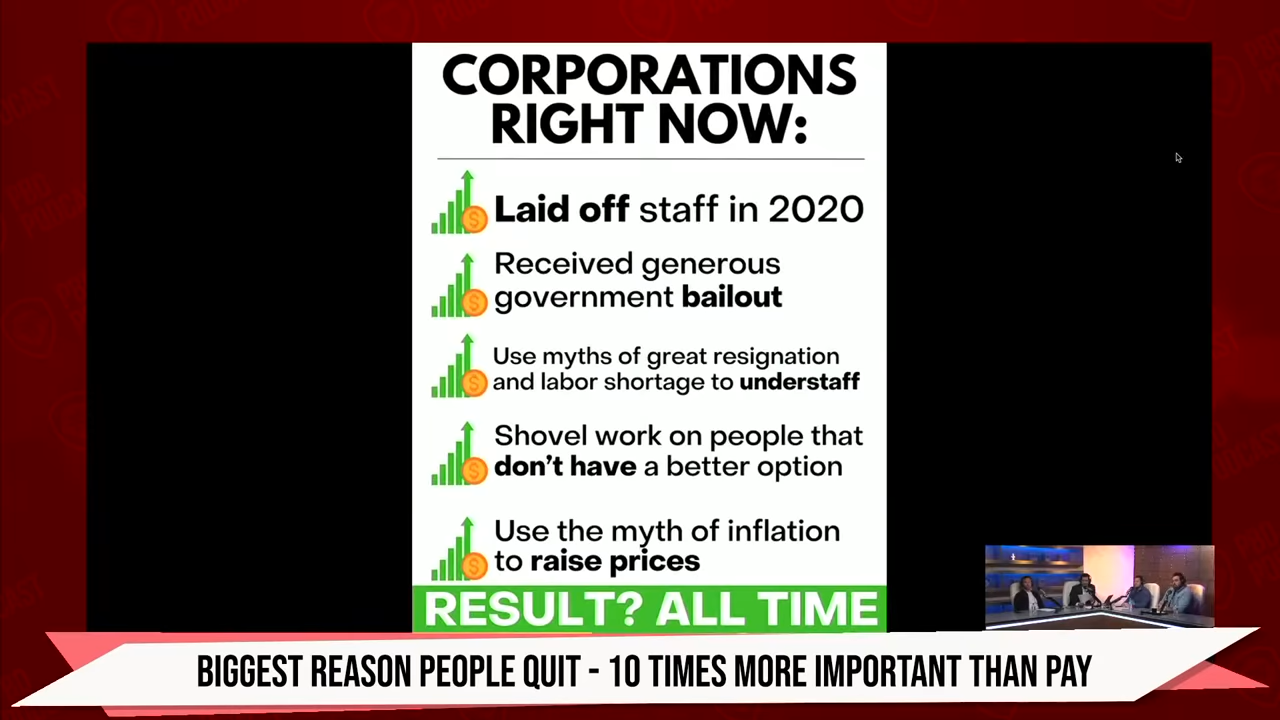 CORPORATIONS
RIGHT NOW:
Laid off staff in 2020
Received generous
government bailout
Use myths of great resignation
and labor shortage to understaff
Shovel work on people that
don't have a better option
Use the myth of inflation
to raise prices
RESULT? ALL TIME
BIGGEST REASON PEOPLE QUIT - 10 TIMES MORE IMPORTANT THAN PAY